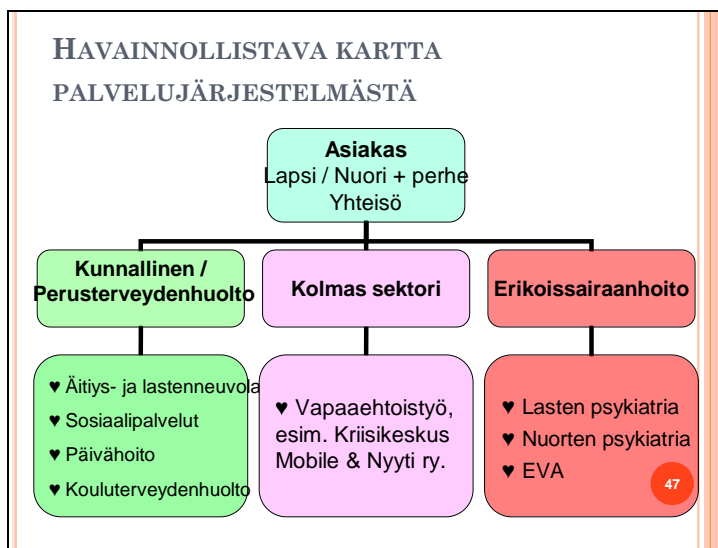 HAVAINNOLLISTAVA KARTTA
PALVELUJÄRJESTELMÄSTÄ
Asiakas
Lapsi / Nuori + perhe
Yhteisö
Kunnallinen /
Perusterveydenhuolto
Kolmas sektori
Erikoissairaanhoito
♥ Äitiys- ja lastenneuvola
♥ Sosiaalipalvelut
♥ Päivähoito
♥ Kouluterveydenhuolto
♥ Vapaaehtoistyö,
esim. Kriisikeskus
Mobile & Nyyti ry.
♥ Lasten psykiatria
♥ Nuorten psykiatria
♥ EVA
47